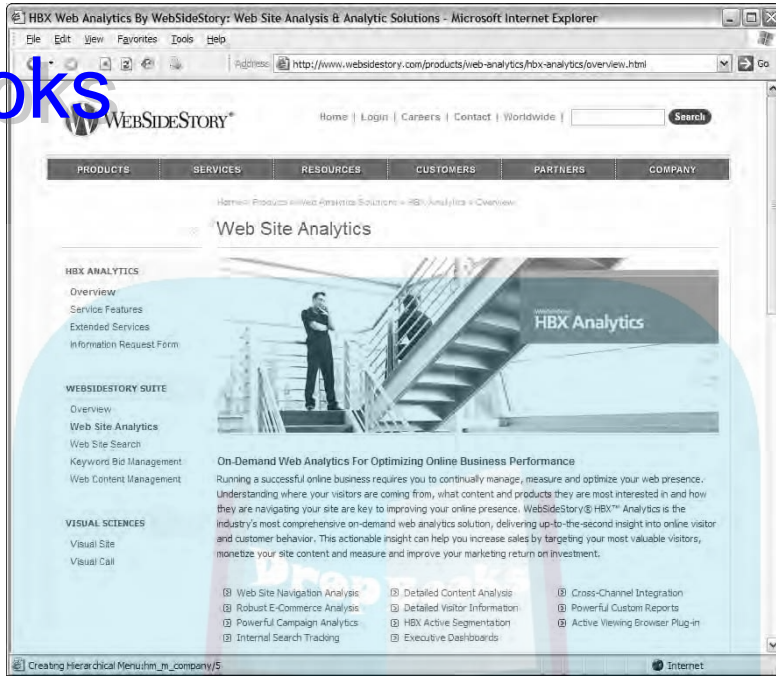 HBX Web Analytics By WebSideStory: Web Site Analysis & Analytic Solutions - Microsoft Internet Explorer
File Edit View Favorites Tools Help
Address http://www.websidestory.com/products/web-analytics/hbx-analytics/overview.html Go
oks
WEBSIDESTORY®
Home | Login | Careers | Contact | Worldwide | Search
PRODUCTS SERVICES RESOURCES CUSTOMERS PARTNERS COMPANY
Home > Products > Web Analytics Solutions > HBX Analytics > Overview
Web Site Analytics
HBX ANALYTICS
Overview
Service Features
Extended Services
Information Request Form
HBX Analytics
WEBSIDESTORY SUITE
Overview
Web Site Analytics
Web Site Search
Keyword Bid Management
Web Content Management
VISUAL SCIENCES
Visual Site
Visual Call
On-Demand Web Analytics For Optimizing Online Business Performance
Running a successful online business requires you to continually manage, measure and optimize your web presence.
Understanding where your visitors are coming from, what content and products they are most interested in and how
they are navigating your site are key to improving your online presence. WebSideStory® HBX™ Analytics is the
industry's most comprehensive on-demand web analytics solution, delivering up-to-the-second insight into online visitor
and customer behavior. This actionable insight can help you increase sales by targeting your most valuable visitors,
monetize your site content and measure and improve your marketing return on investment.
DropBooks
Web Site Navigation Analysis Detailed Content Analysis Cross-Channel Integration
Robust E-Commerce Analysis Detailed Visitor Information Powerful Custom Reports
Powerful Campaign Analytics HBX Active Segmentation Active Viewing Browser Plug-in
Internal Search Tracking Executive Dashboards
Creating Hierarchical Menu:hm_m_company/5 Internet